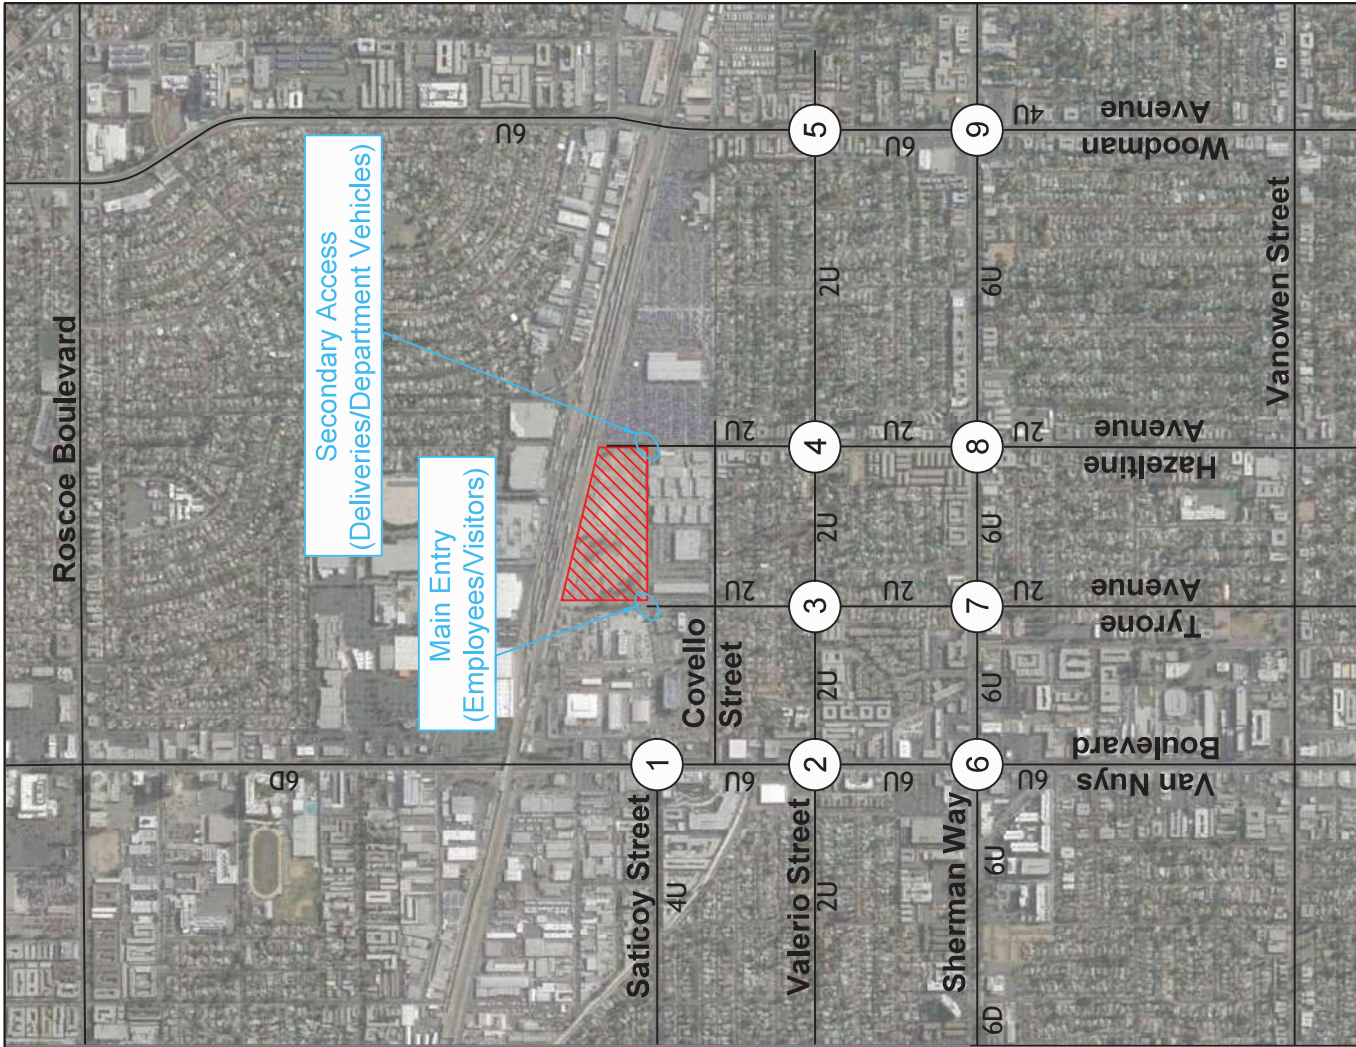 Roscoe Boulevard
Secondary Access
(Deliveries/Department Vehicles)
Main Entry
(Employees/Visitors)
6D
6U
Saticoy Street
4U
1
Covello
Street
6U
2U
2U
Valerio Street
2U
2
2U
3
2U
4
2U
5
6U
2U
2U
6U
Sherman Way
6D
6U
6
6U
7
6U
8
6U
9
6U
2U
2U
4U
Van Nuys
Boulevard
Tyrone
Avenue
Hazeltine
Avenue
Woodman
Avenue
Vanowen Street